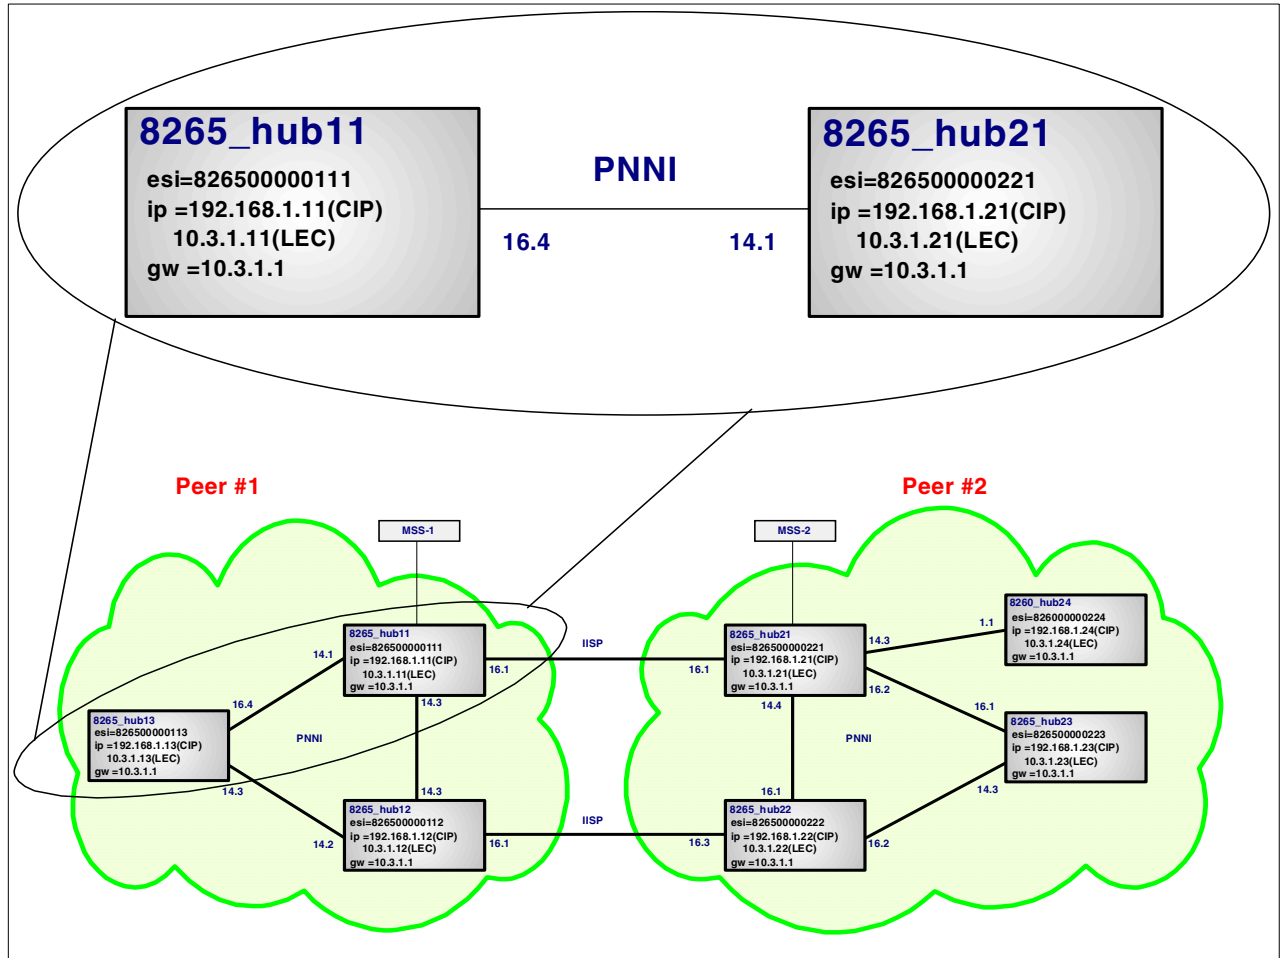 8265_hub11
esi=826500000111
ip =192.168.1.11(CIP)
10.3.1.11(LEC)
gw =10.3.1.1
PNNI
16.4
14.1
8265_hub21
esi=826500000221
ip =192.168.1.21(CIP)
10.3.1.21(LEC)
gw =10.3.1.1
Peer #1
Peer #2
MSS-1
MSS-2
8265_hub11
esi=826500000111
ip =192.168.1.11(CIP)
10.3.1.11(LEC)
gw =10.3.1.1
14.1
16.1
14.3
IISP
16.4
8265_hub13
esi=826500000113
ip =192.168.1.13(CIP)
10.3.1.13(LEC)
gw =10.3.1.1
14.3
PNNI
14.3
8265_hub12
esi=826500000112
ip =192.168.1.12(CIP)
10.3.1.12(LEC)
gw =10.3.1.1
14.2
16.1
IISP
8265_hub21
esi=826500000221
ip =192.168.1.21(CIP)
10.3.1.21(LEC)
gw =10.3.1.1
16.1
14.3
16.2
14.4
1.1
8260_hub24
esi=826000000224
ip =192.168.1.24(CIP)
10.3.1.24(LEC)
gw =10.3.1.1
PNNI
16.1
8265_hub23
esi=826500000223
ip =192.168.1.23(CIP)
10.3.1.23(LEC)
gw =10.3.1.1
14.3
16.1
8265_hub22
esi=826500000222
ip =192.168.1.22(CIP)
10.3.1.22(LEC)
gw =10.3.1.1
16.3
16.2